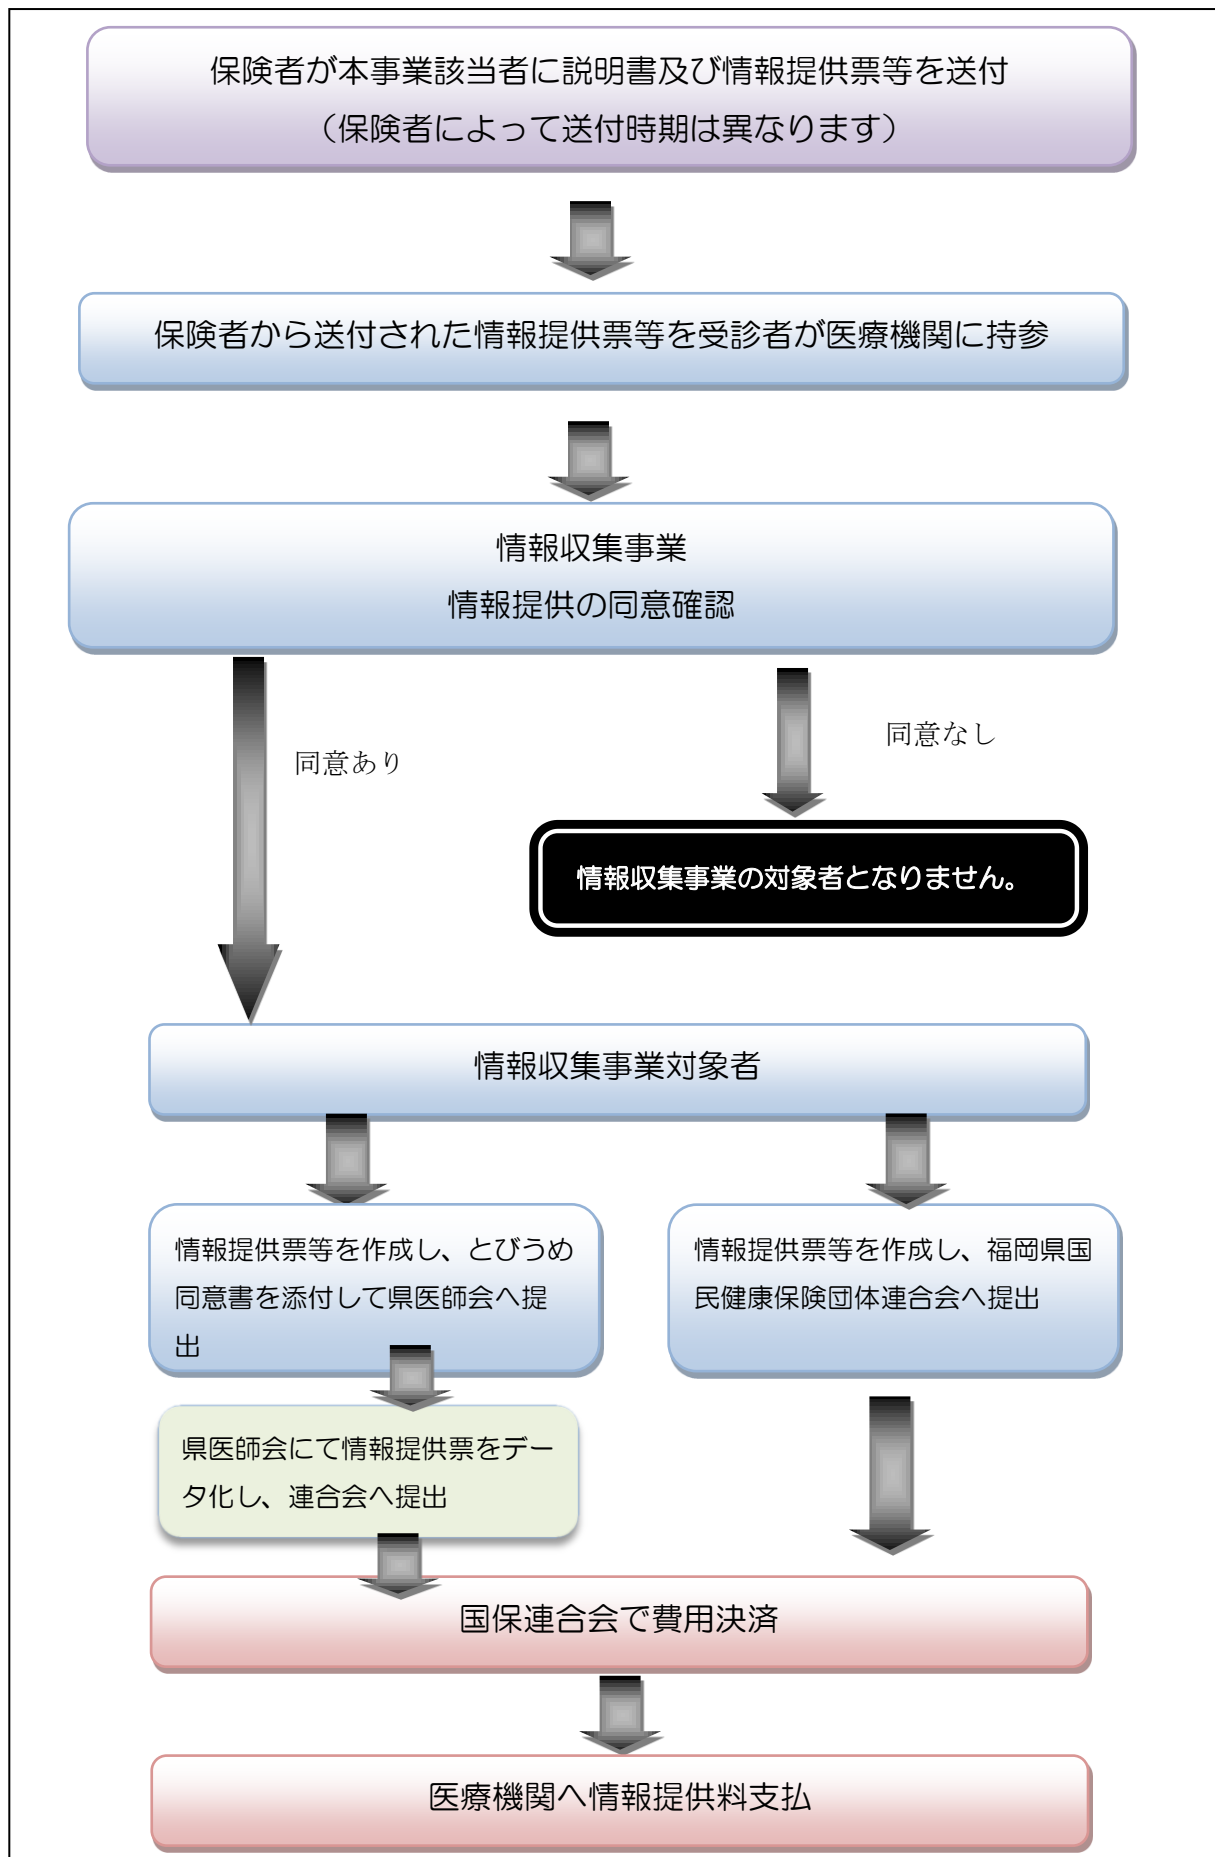 保険者が本事業該当者に説明書及び情報提供票等を送付
（保険者によって送付時期は異なります）
保険者から送付された情報提供票等を受診者が医療機関に持参
情報収集事業
情報提供の同意確認
同意あり
同意なし
情報収集事業の対象者となりません。
情報収集事業対象者
情報提供票等を作成し、とびうめ
同意書を添付して県医師会へ提
出
情報提供票等を作成し、福岡県国
民健康保険団体連合会へ提出
県医師会にて情報提供票をデー
タ化し、連合会へ提出
国保連合会で費用決済
医療機関へ情報提供料支払